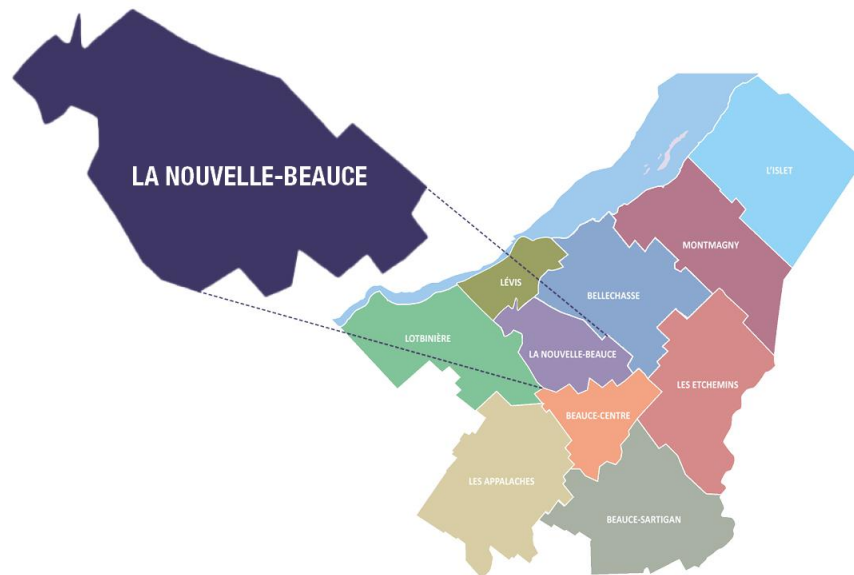 LA NOUVELLE-BEAUCE
L'ISLET
MONTMAGNY
LÉVIS
BELLECHASSE
LOTBINIÈRE
LA NOUVELLE-BEAUCE
LES ETCHEMINS
BEAUCE-CENTRE
LES APPALACHES
BEAUCE-SARTIGAN